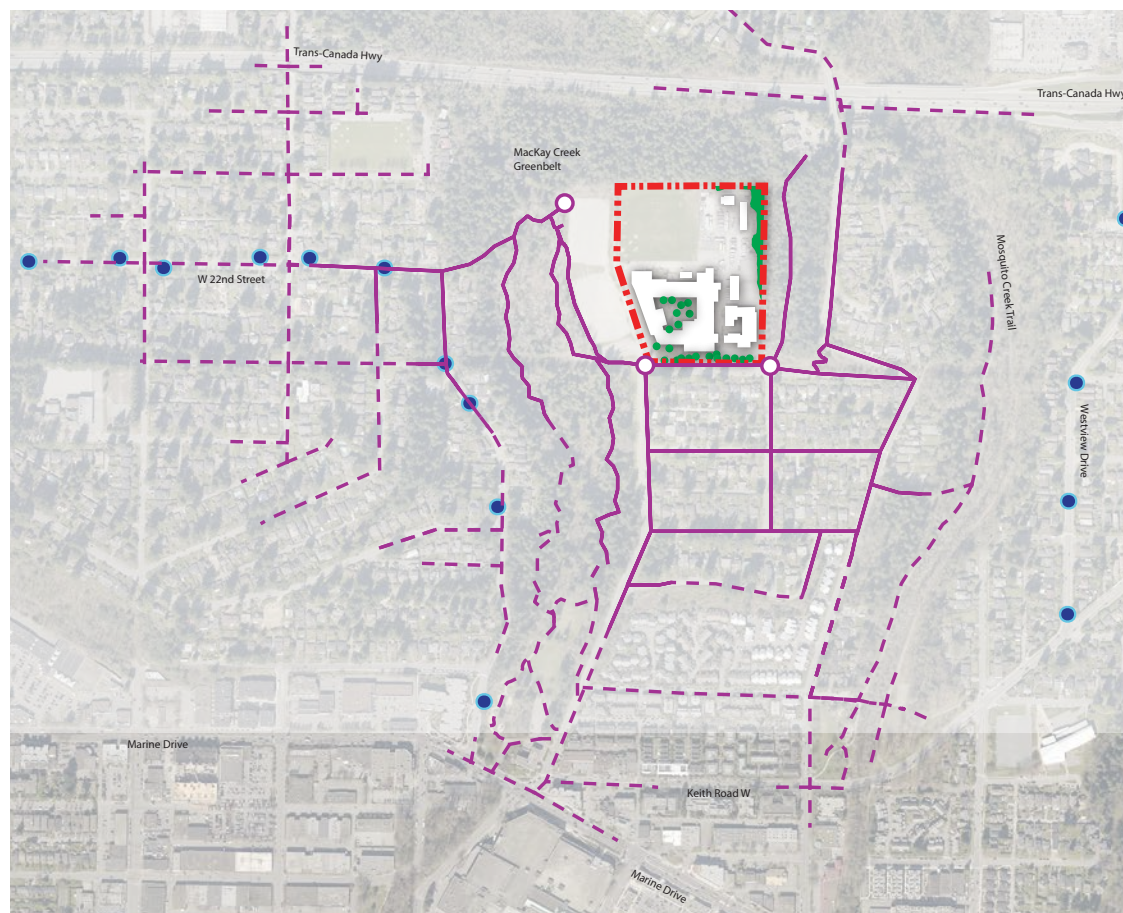 Trans-Canada Hwy
Trans-Canada Hwy
MacKay Creek
Greenbelt
W 22nd Street
Mosquito Creek Trail
Westview Drive
Marine Drive
Keith Road W
Marine Drive